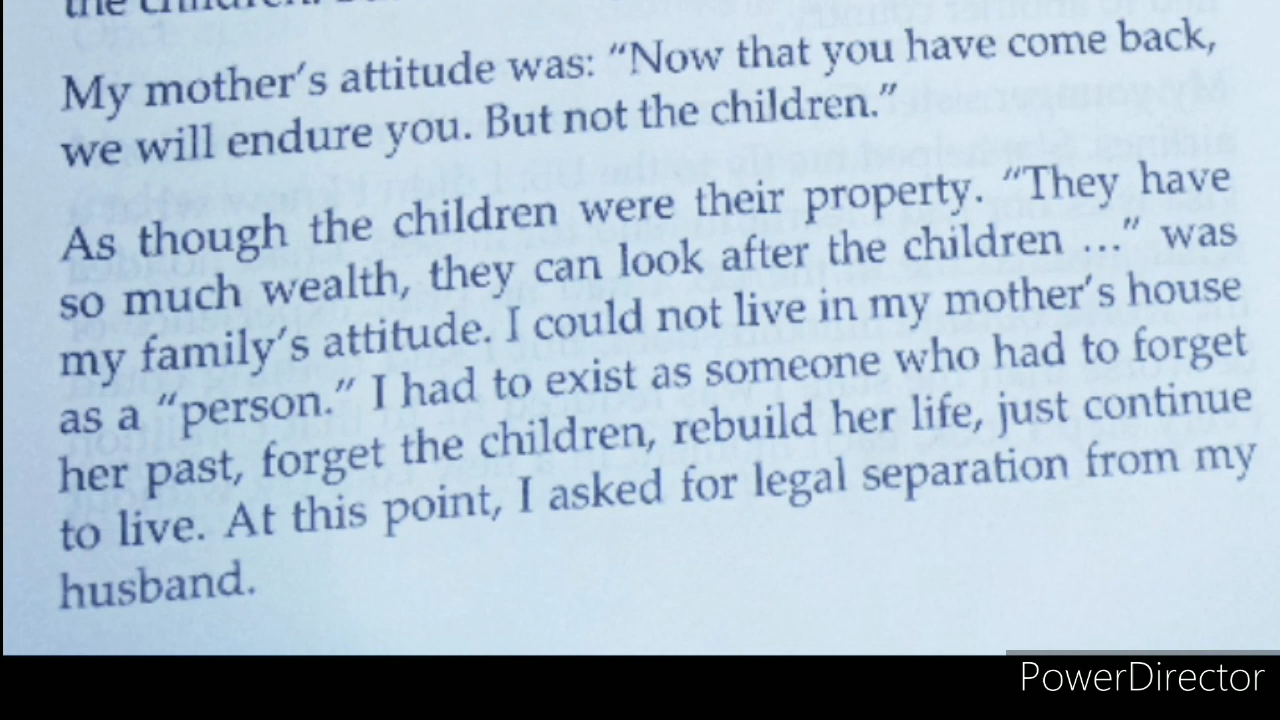 the children.
My mother's attitude was: "Now that you have come back,
we will endure you. But not the children."
As though the children were their property. "They have
so much wealth, they can look after the children ..." was
my family's attitude. I could not live in my mother's house
as a "person." I had to exist as someone who had to forget
her past, forget the children, rebuild her life, just continue
to live. At this point, I asked for legal separation from my
husband.
PowerDirector